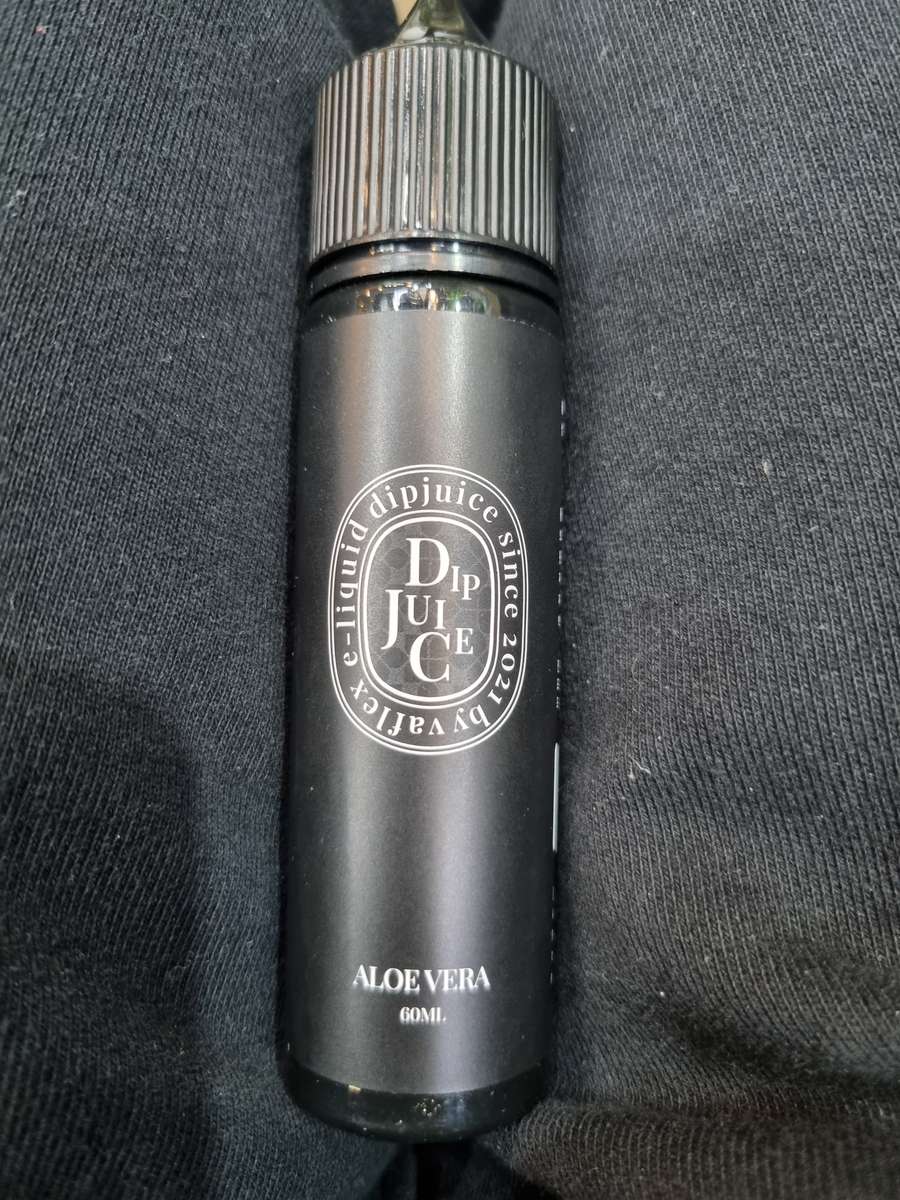 e-liquid dipjuice since 2021 by vaflex
DIP
JUICE
ALOE VERA
60ML